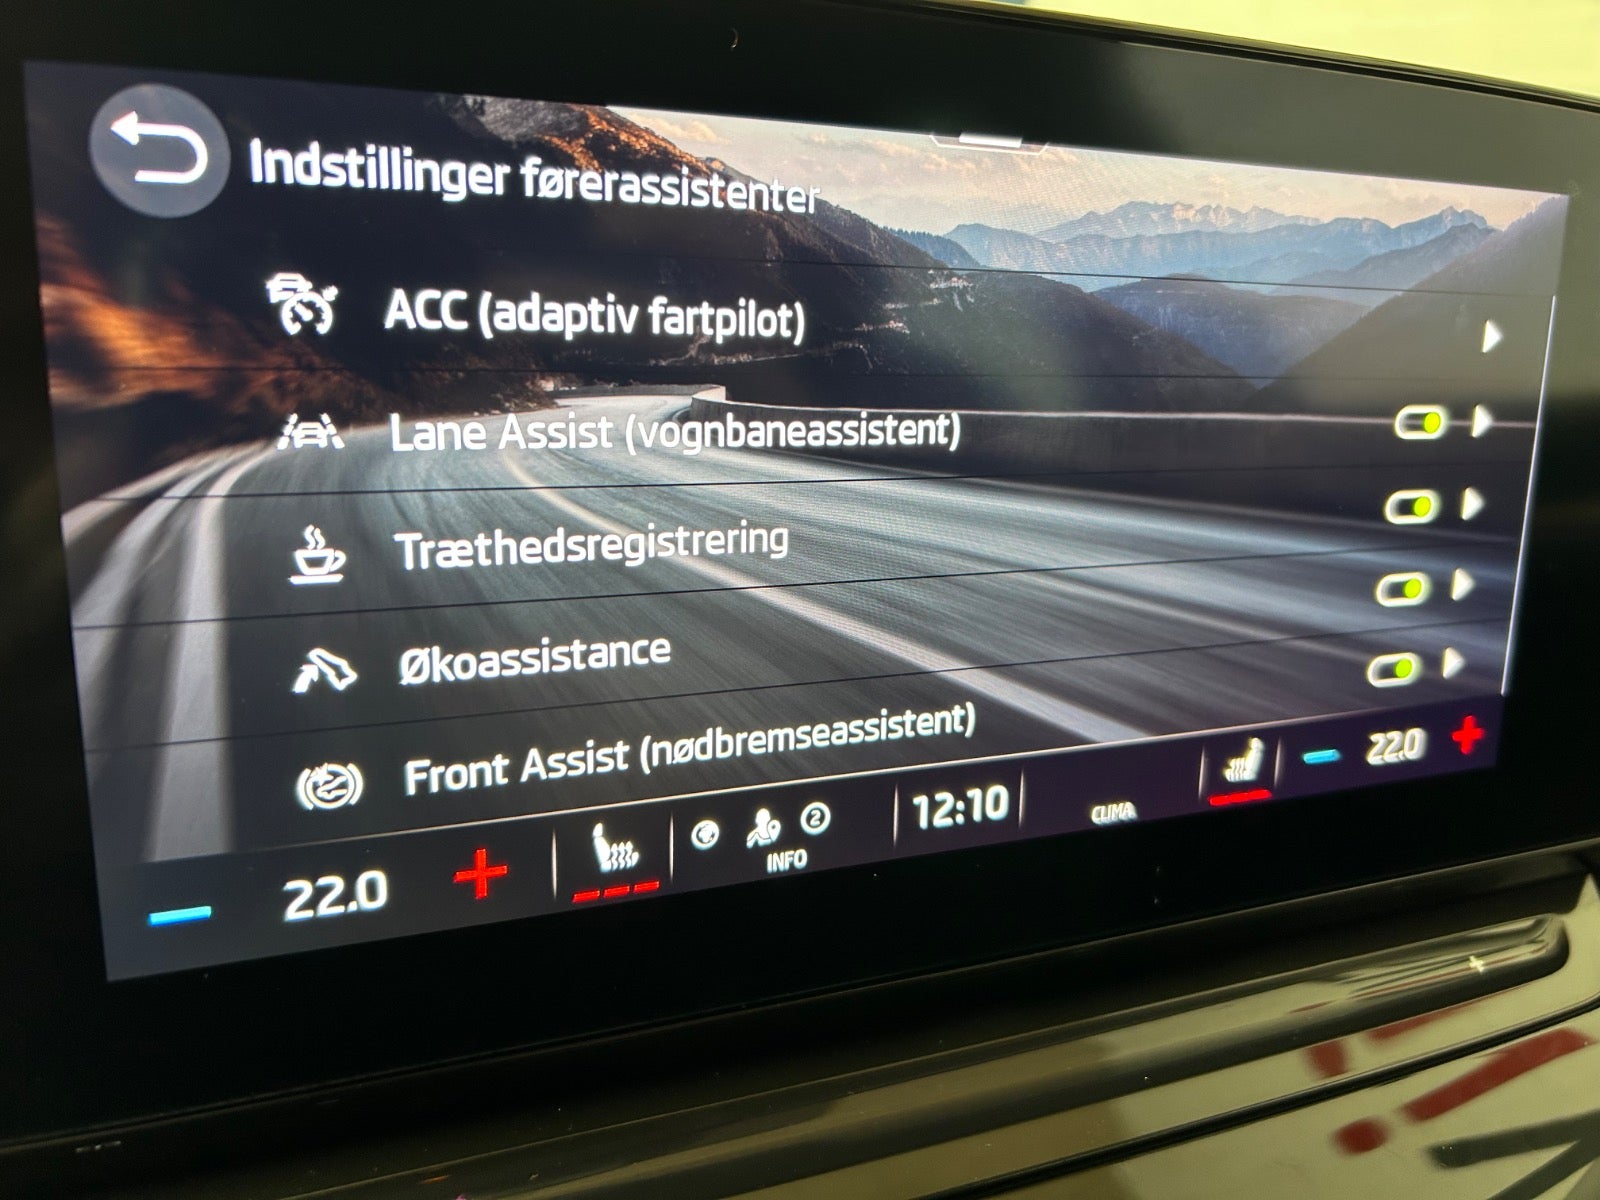 Indstillinger førerassistenter
ACC (adaptiv fartpilot)
Lane Assist (vognbaneassistent)
Træthedsregistrering
Økoassistance
Front Assist (nødbremseassistent)
22.0
2
INFO
12:10
CLIMA
22.0